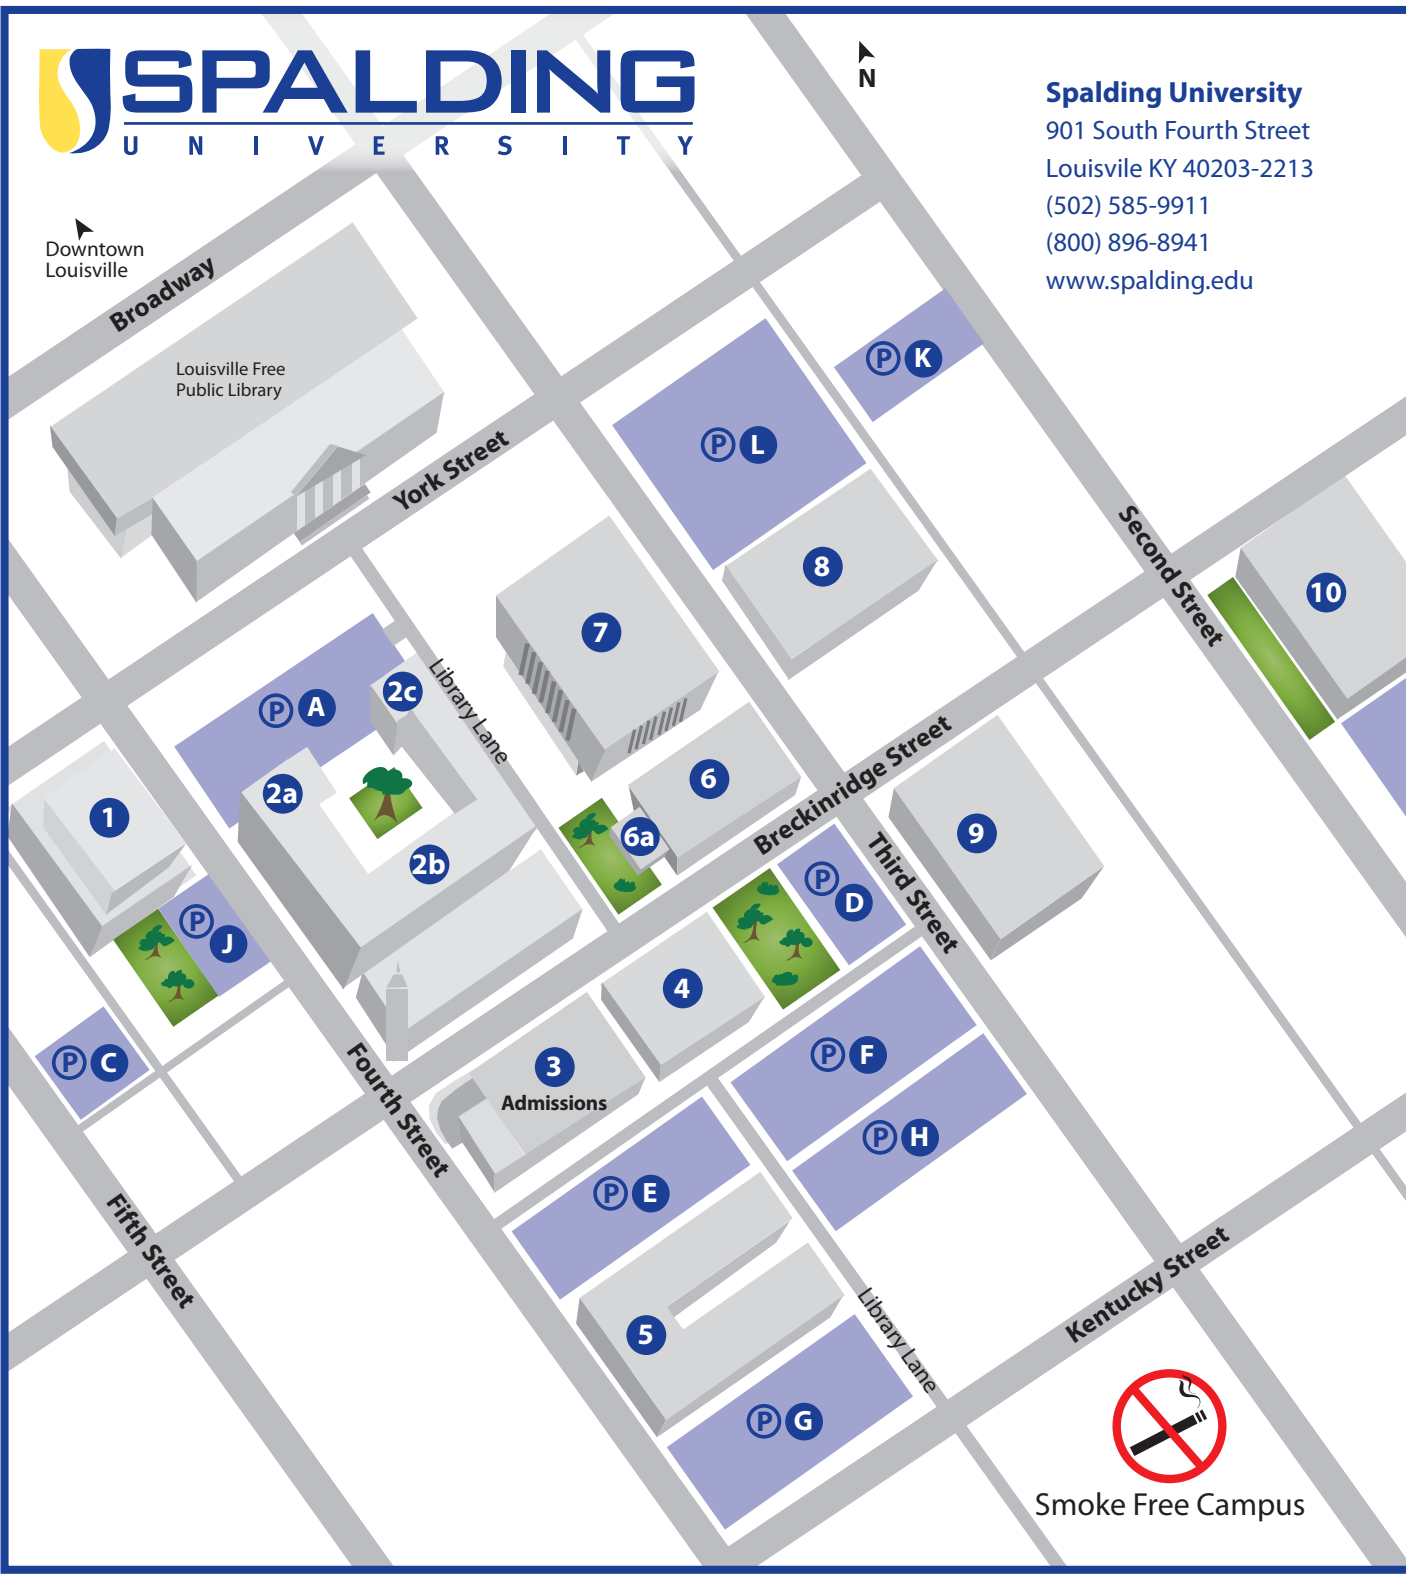 SPALDING
UNIVERSITY
N
Spalding University
901 South Fourth Street
Louisvile KY 40203-2213
(502) 585-9911
(800) 896-8941
www.spalding.edu
Downtown
Louisville
Broadway
Louisville Free
Public Library
York Street
P K
P L
8
Second Street
10
7
2c
Library Lane
P A
2a
1
2b
6
6a
Breckinridge Street
9
Third Street
P D
P J
4
P C
3
Admissions
P F
P H
Fourth Street
P E
Fifth Street
5
Library Lane
Kentucky Street
P G
Smoke Free Campus